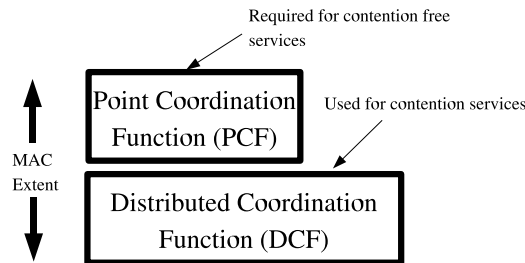 Required for contention free
services
Point Coordination
Function (PCF)
Used for contention services
MAC
Extent
Distributed Coordination
Function (DCF)